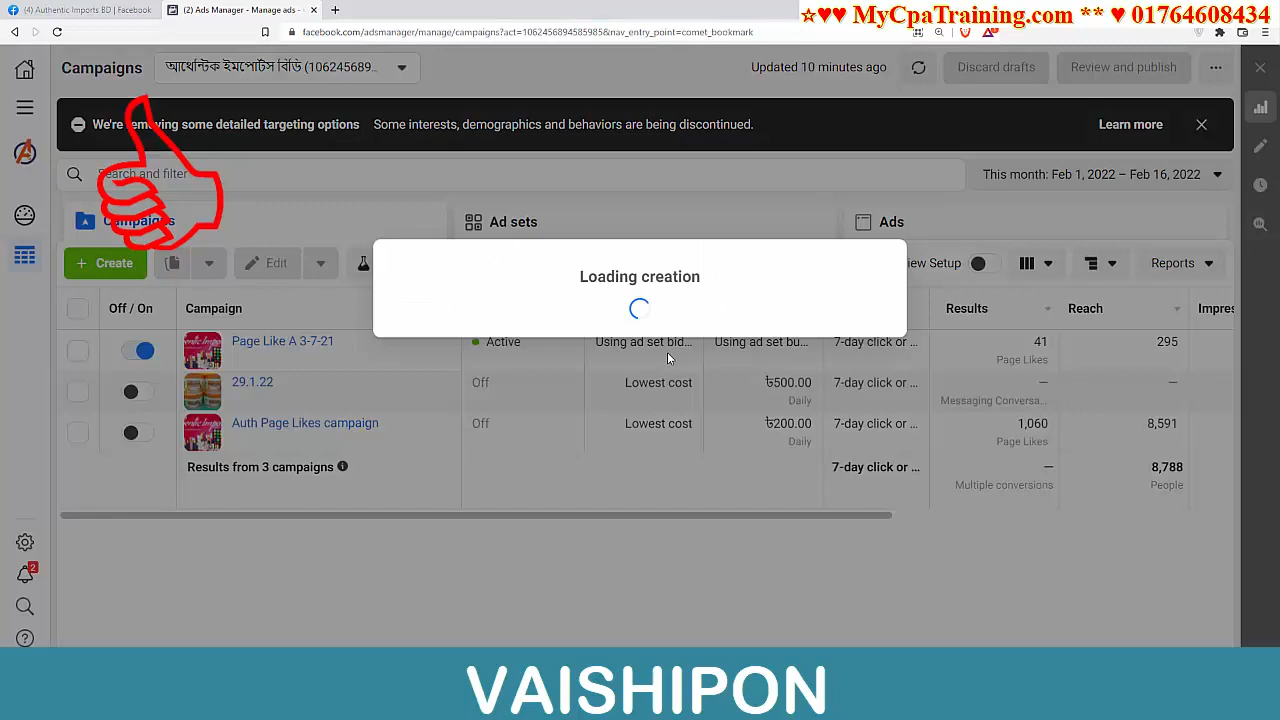 (4) Authentic Imports BD | Facebook
(2) Ads Manager - Manage ads -
☆♥♥ MyCpaTraining.com ** ♥ 01764608434
facebook.com/adsmanager/manage/campaigns?act=1062456894585985&nav_entry_point=comet_bookmark
Campaigns
আথেন্টিক ইমপোর্টস বিডি (106245689...
Updated 10 minutes ago
Discard drafts
Review and publish
We're removing some detailed targeting options
Some interests, demographics and behaviors are being discontinued.
Learn more
Search and filter
This month: Feb 1, 2022 – Feb 16, 2022
Campaigns
Ad sets
Ads
+ Create
Edit
ew Setup
Reports
Loading creation
Off / On
Campaign
Results
Reach
Impres
Page Like A 3-7-21
Active
Using ad set bid...
Using ad set bu...
7-day click or ...
41
295
Page Likes
29.1.22
Off
Lowest cost
৳500.00
7-day click or ...
—
—
Daily
Messaging Conversa...
Auth Page Likes campaign
Off
Lowest cost
৳200.00
7-day click or ...
1,060
8,591
Daily
Page Likes
Results from 3 campaigns
7-day click or ...
—
8,788
Multiple conversions
People
2
VAISHIPON